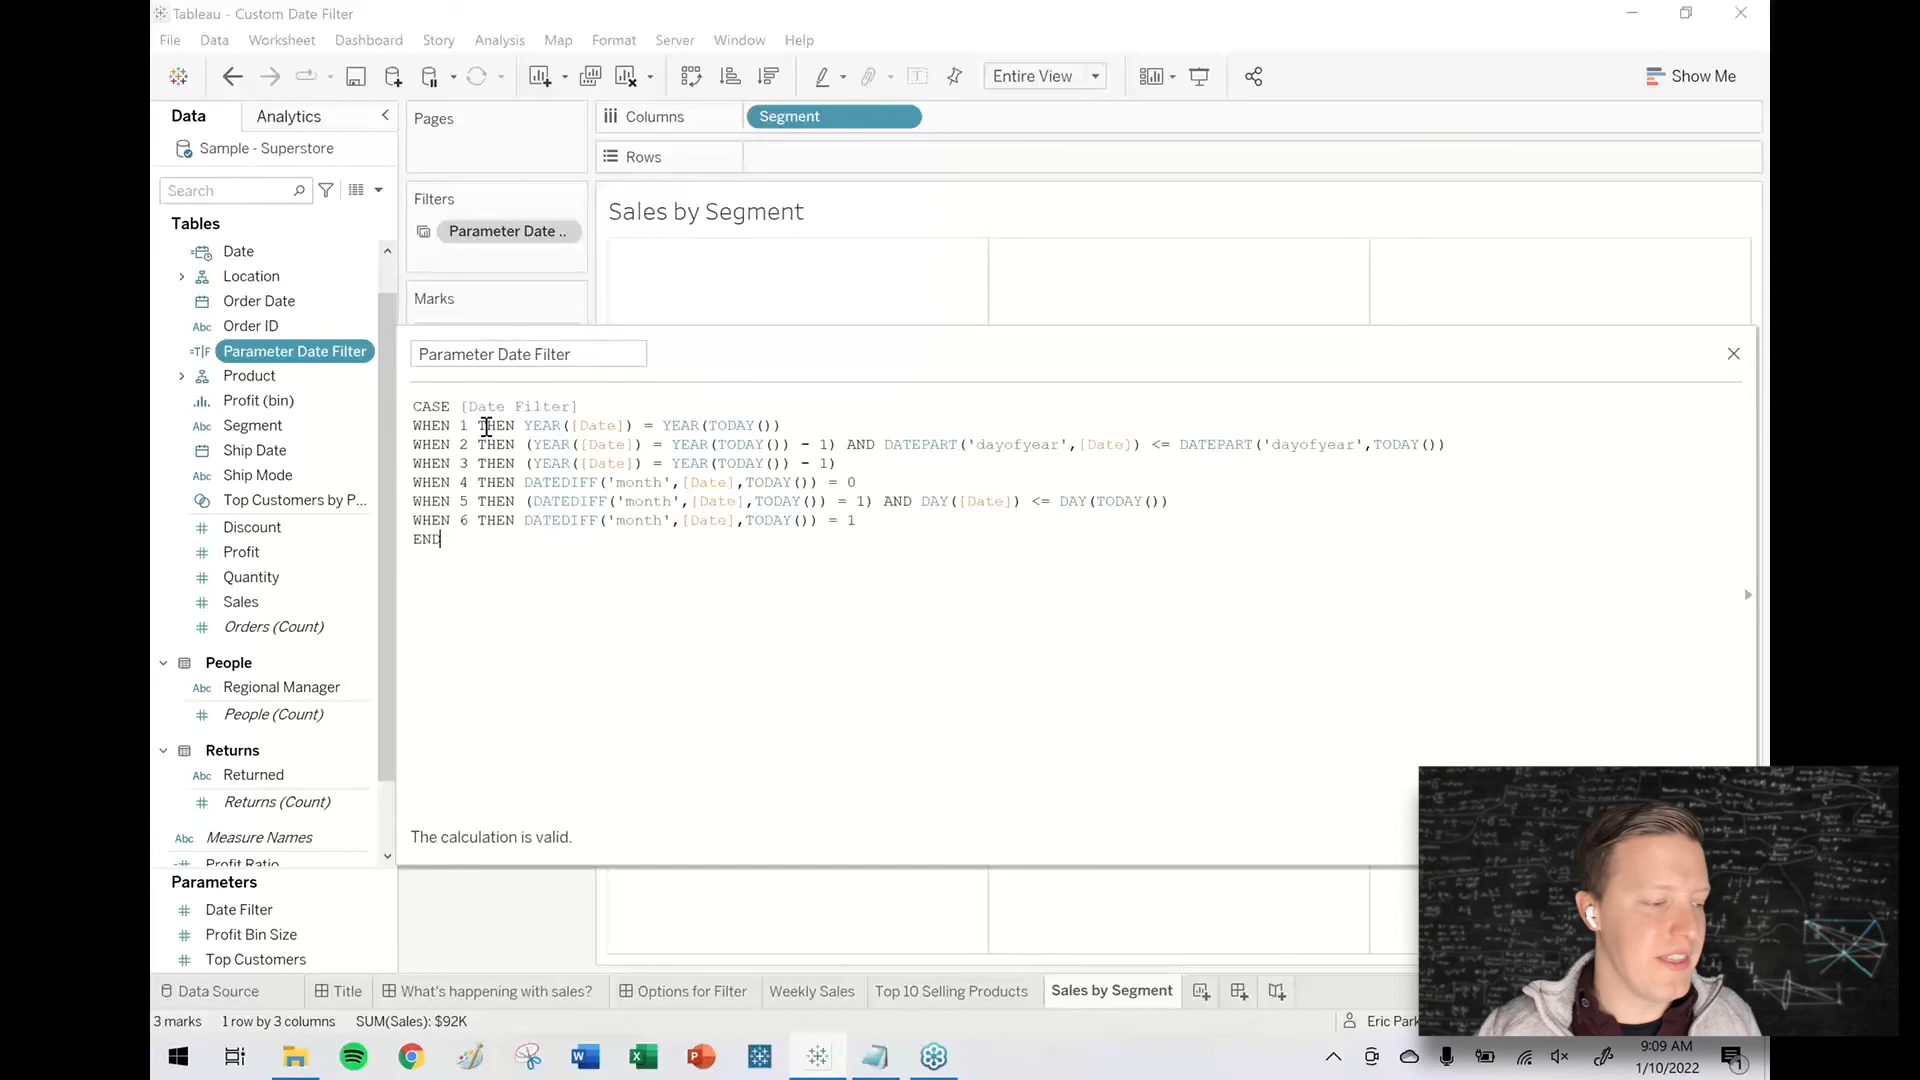 Tableau - Custom Date Filter
File Data Worksheet Dashboard Story Analysis Map Format Server Window Help
Entire View
Show Me
Data Analytics
Sample - Superstore
Search
Tables
Date
Location
Order Date
Order ID
Parameter Date Filter
Product
Profit (bin)
Segment
Ship Date
Ship Mode
Top Customers by P...
Discount
Profit
Quantity
Sales
Orders (Count)
People
Regional Manager
People (Count)
Returns
Returned
Returns (Count)
Measure Names
Profit Ratio
Parameters
Date Filter
Profit Bin Size
Top Customers
Pages
Filters
Parameter Date ..
Marks
Columns Segment
Rows
Sales by Segment
Parameter Date Filter
CASE [Date Filter]
WHEN 1 THEN YEAR([Date]) = YEAR(TODAY())
WHEN 2 THEN (YEAR([Date]) = YEAR(TODAY()) - 1) AND DATEPART('dayofyear',[Date]) <= DATEPART('dayofyear',TODAY())
WHEN 3 THEN (YEAR([Date]) = YEAR(TODAY()) - 1)
WHEN 4 THEN DATEDIFF('month',[Date],TODAY()) = 0
WHEN 5 THEN (DATEDIFF('month',[Date],TODAY()) = 1) AND DAY([Date]) <= DAY(TODAY())
WHEN 6 THEN DATEDIFF('month',[Date],TODAY()) = 1
END
The calculation is valid.
Data Source Title What's happening with sales? Options for Filter Weekly Sales Top 10 Selling Products Sales by Segment
3 marks 1 row by 3 columns SUM(Sales): $92K
Eric Park
9:09 AM
1/10/2022